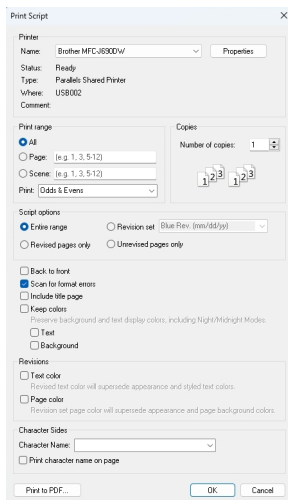 Print Script
Printer
Name: Brother MFC-J690DW Properties
Status: Ready
Type: Parallels Shared Printer
Where: USB002
Comment:
Print range
All
Page: (e.g. 1, 3, 5-12)
Scene: (e.g. 1, 3, 5-12)
Print: Odds & Evens
Copies
Number of copies: 1
1 2 3 1 2 3
Script options
Entire range Revision set Blue Rev. (mm/dd/yy)
Revised pages only Unrevised pages only
Back to front
Scan for format errors
Include title page
Keep colors
Preserve background and text display colors, including Night/Midnight Modes.
Text
Background
Revisions
Text color
Revised text color will supersede appearance and styled text colors.
Page color
Revision set page color will supersede appearance and page background colors.
Character Sides
Character Name:
Print character name on page
Print to PDF... OK Cancel